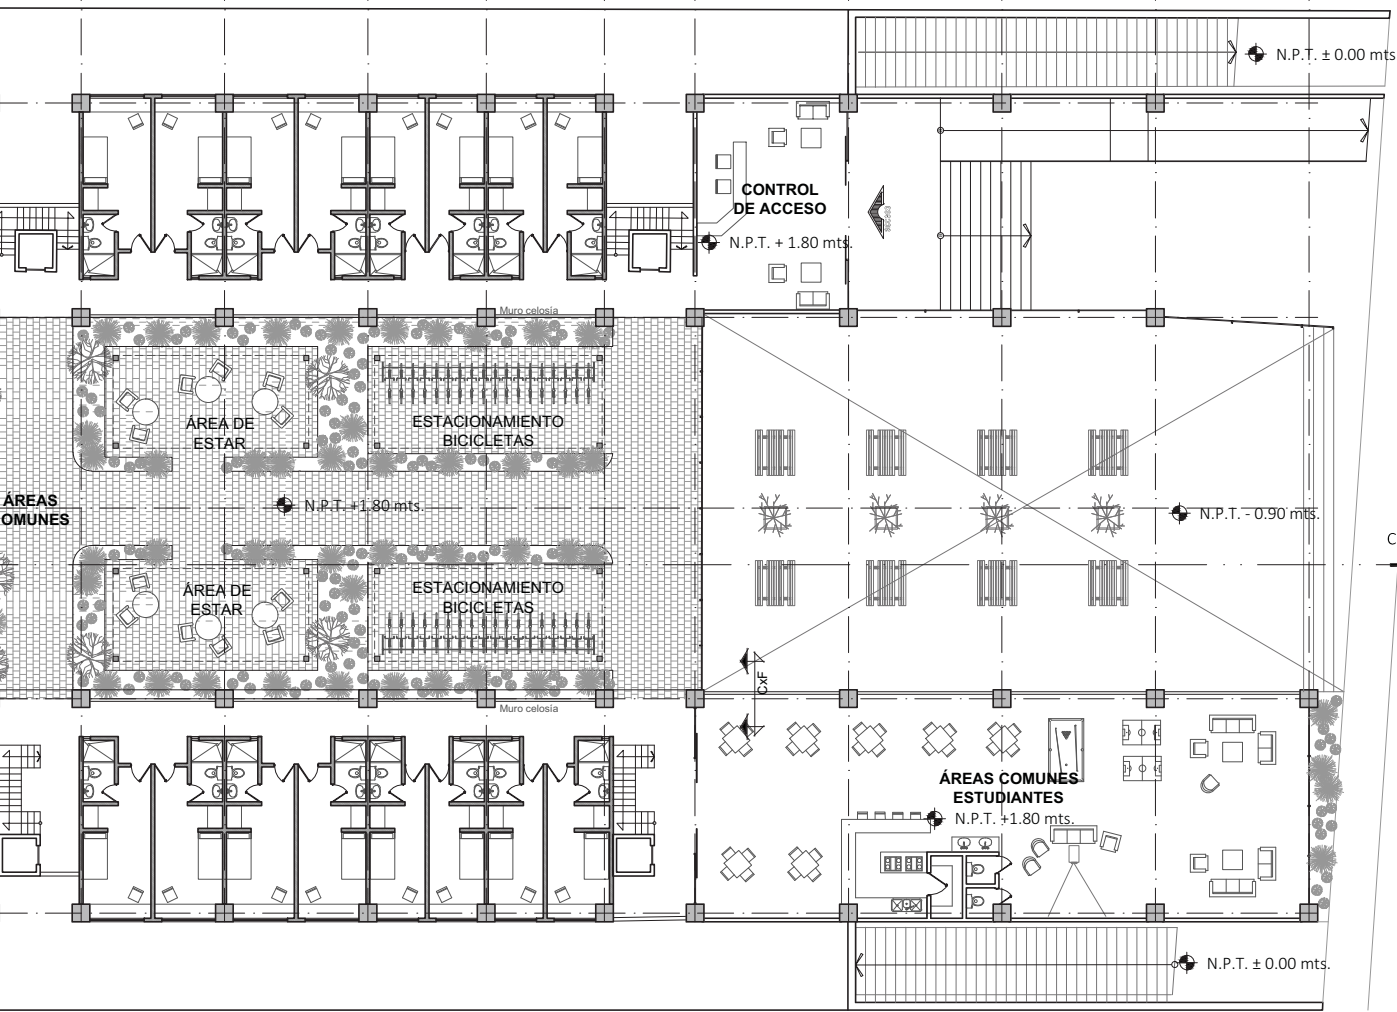 N.P.T. ± 0.00 mts
CONTROL
DE ACCESO
N.P.T. + 1.80 mts.
Muro celosía
ÁREA DE
ESTAR
ESTACIONAMIENTO
BICICLETAS
ÁREAS
OMUNES
N.P.T. +1.80 mts.
N.P.T. - 0.90 mts.
C
ÁREA DE
ESTAR
ESTACIONAMIENTO
BICICLETAS
CxF
Muro celosía
ÁREAS COMUNES
ESTUDIANTES
N.P.T. +1.80 mts.
N.P.T. ± 0.00 mts.